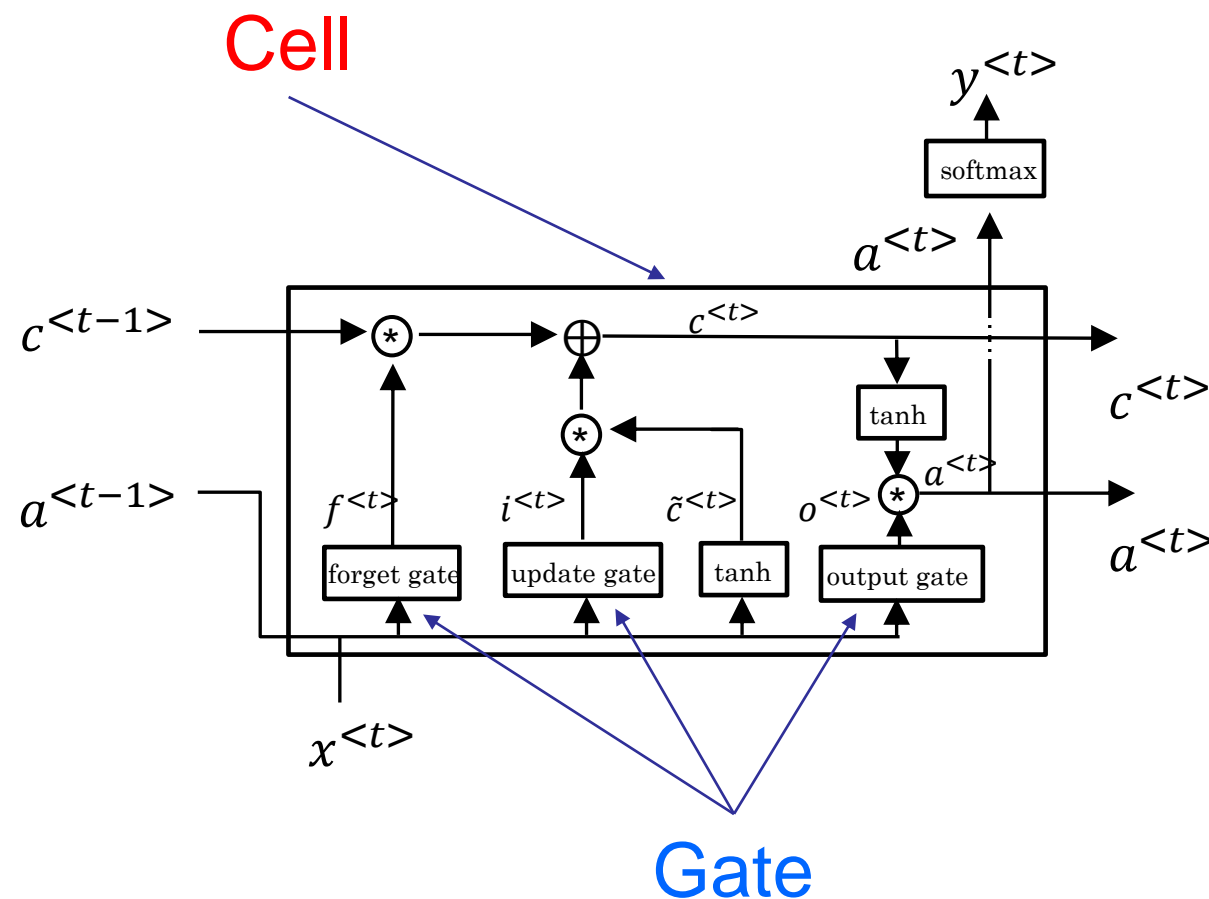 Cell
y<t>
softmax
a<t>
c<t−1>
c<t>
*
tanh
c<t>
*
a<t−1>
f<t>
i<t>
c̃<t>
o<t>
*
a<t>
a<t>
forget gate
update gate
tanh
output gate
x<t>
Gate